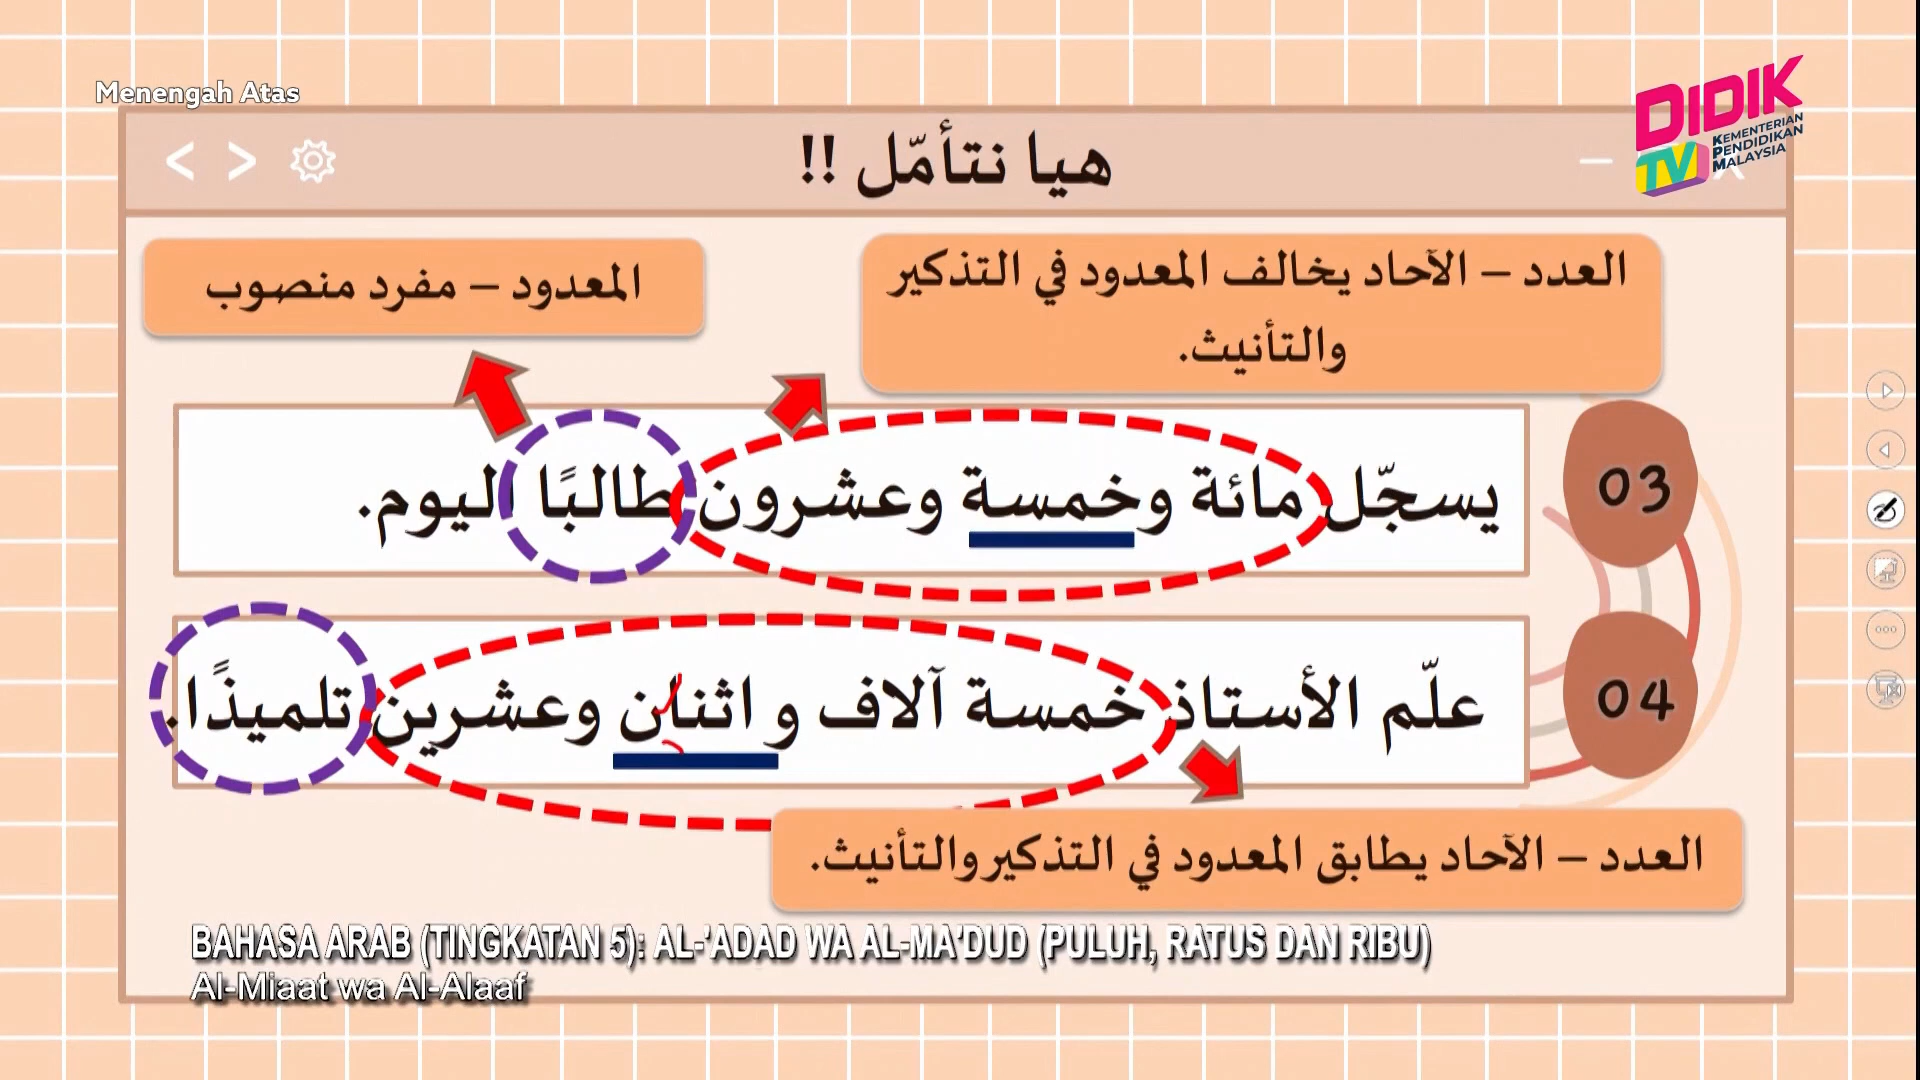 Menengah Atas
DIDIK
TV
KEMENTERIAN
PENDIDIKAN
MALAYSIA
هيا نتأمّل !!
العدد – الآحاد يخالف المعدود في التذكير
والتأنيث.
المعدود – مفرد منصوب
03
يسجّل مائة وخمسة وعشرون طالبًا اليوم.
04
علّم الأستاذ خمسة آلاف و اثنان وعشرين تلميذًا.
العدد – الآحاد يطابق المعدود في التذكير والتأنيث.
BAHASA ARAB (TINGKATAN 5): AL-'ADAD WA AL-MA'DUD (PULUH, RATUS DAN RIBU)
Al-Miaat wa Al-Alaaf